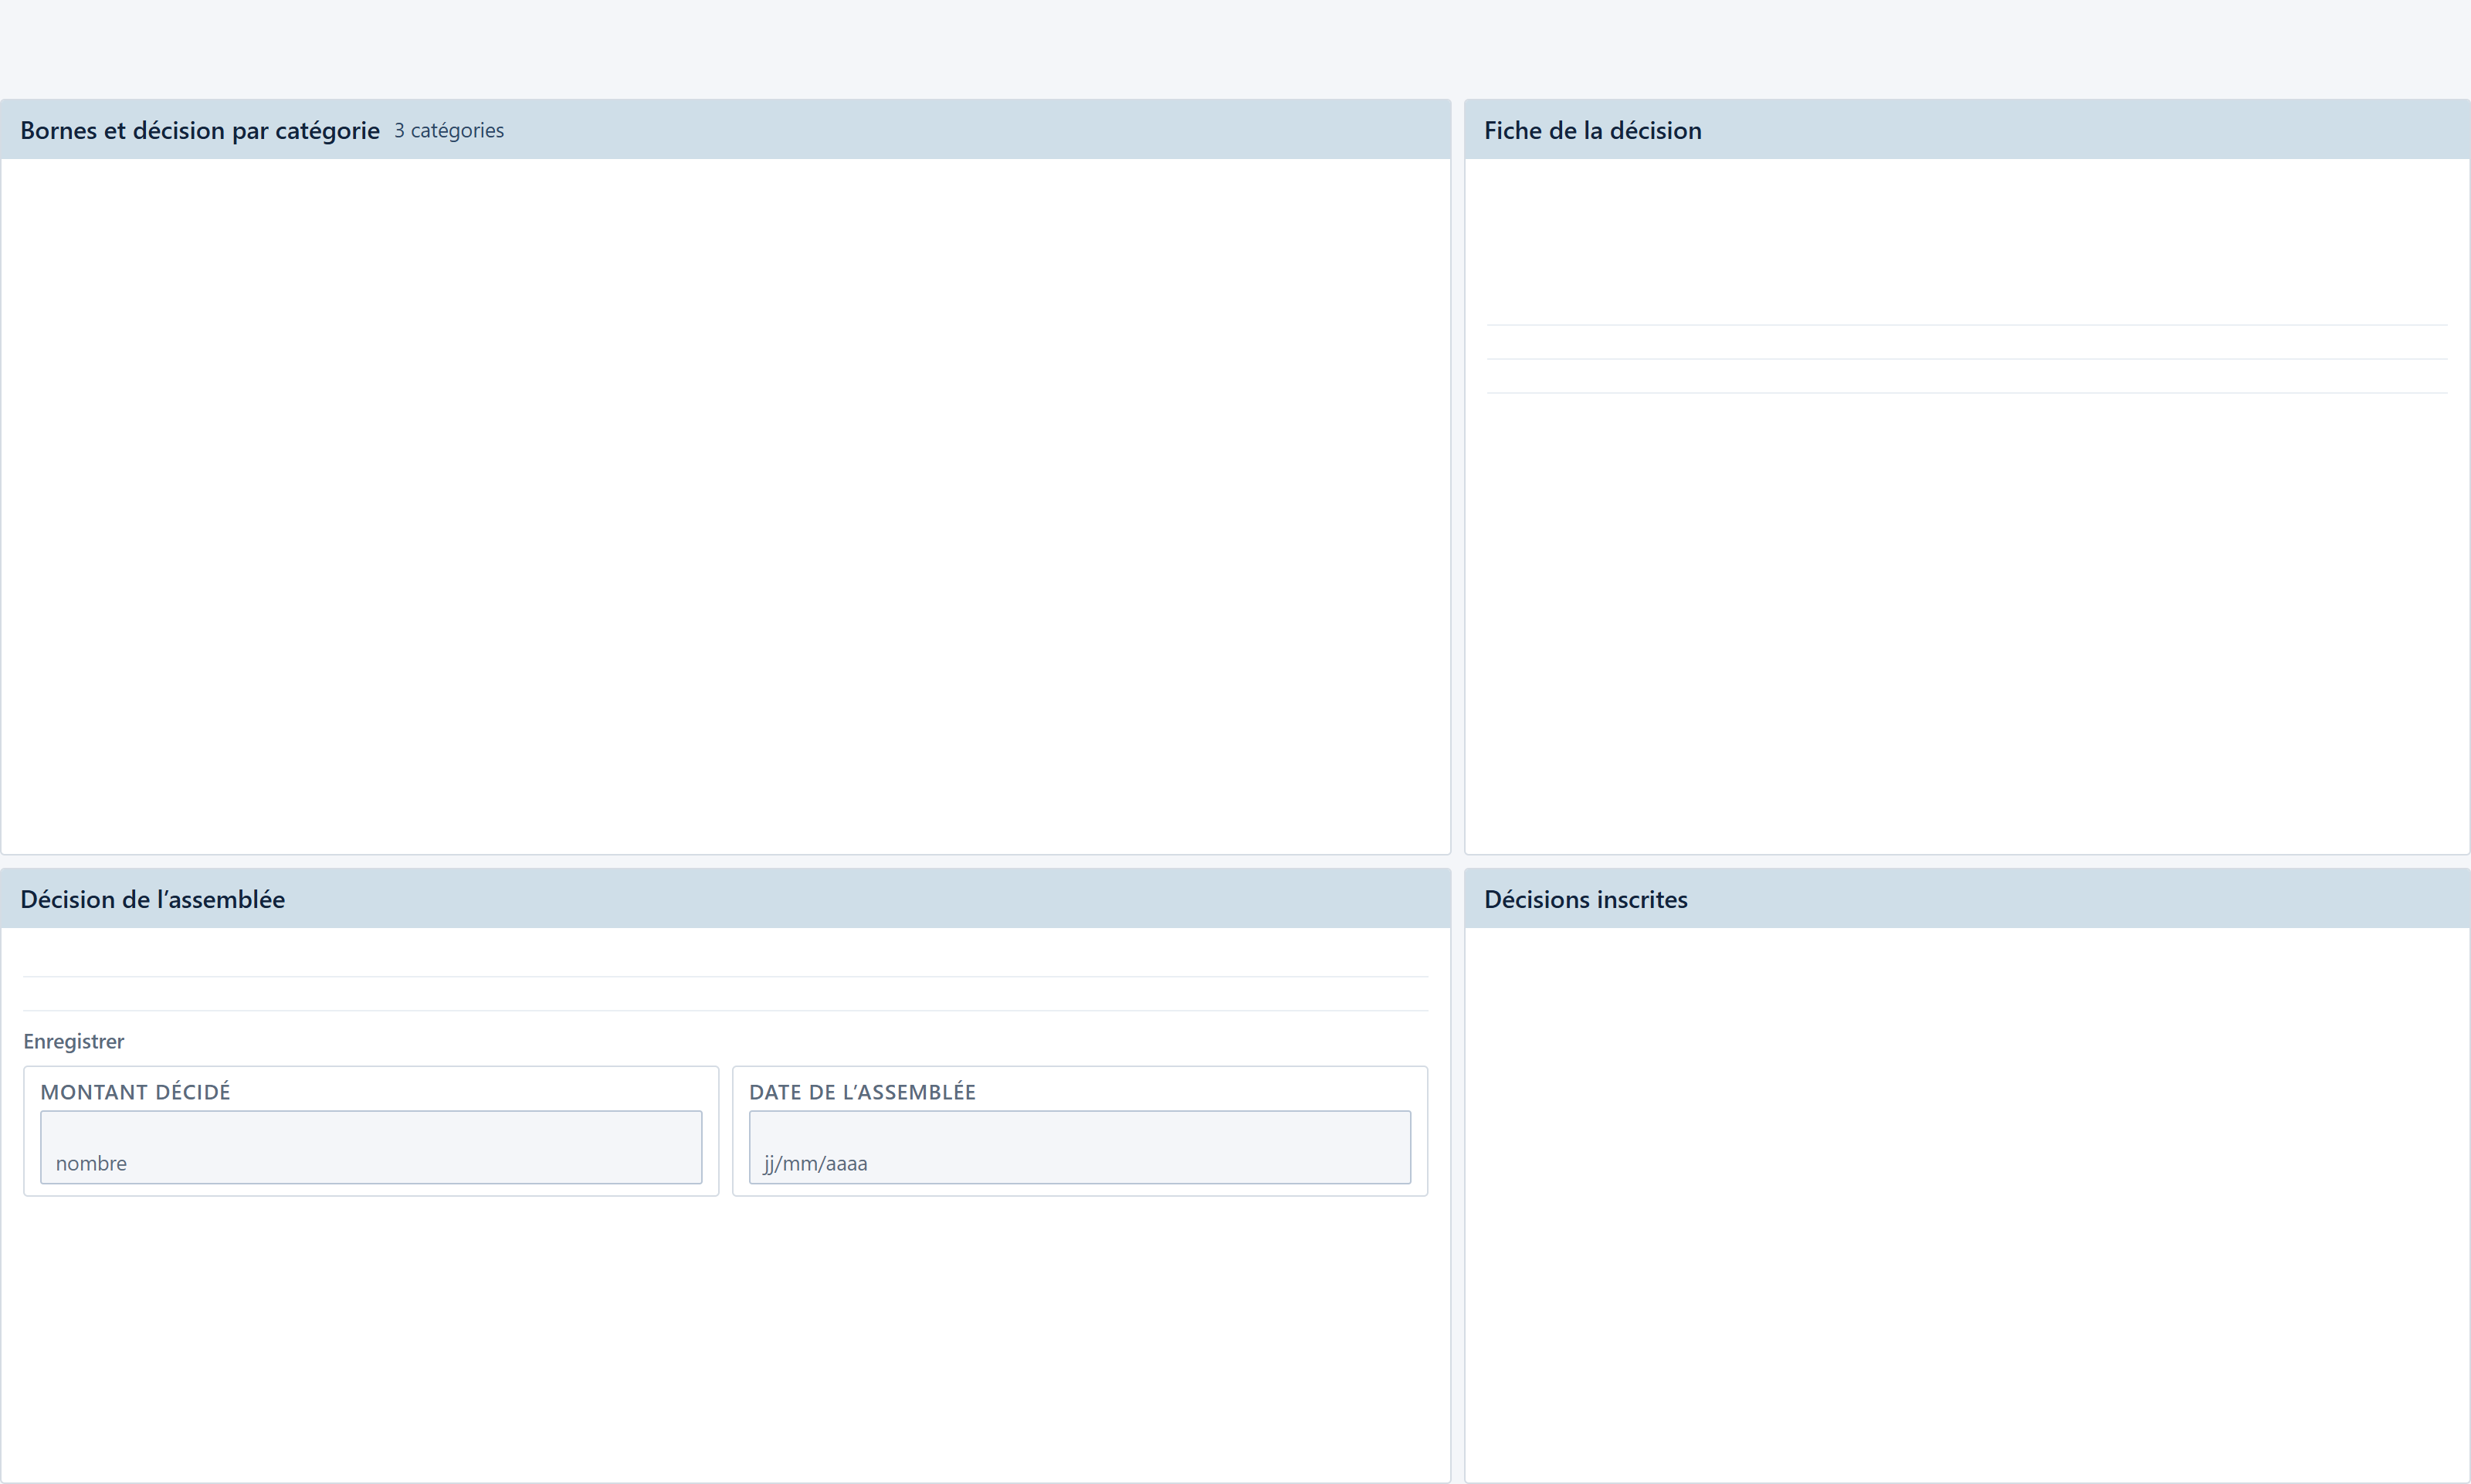 Bornes et décision par catégorie 3 catégories
Fiche de la décision
Décision de l’assemblée
Enregistrer
MONTANT DÉCIDÉ
nombre
DATE DE L’ASSEMBLÉE
jj/mm/aaaa
Décisions inscrites